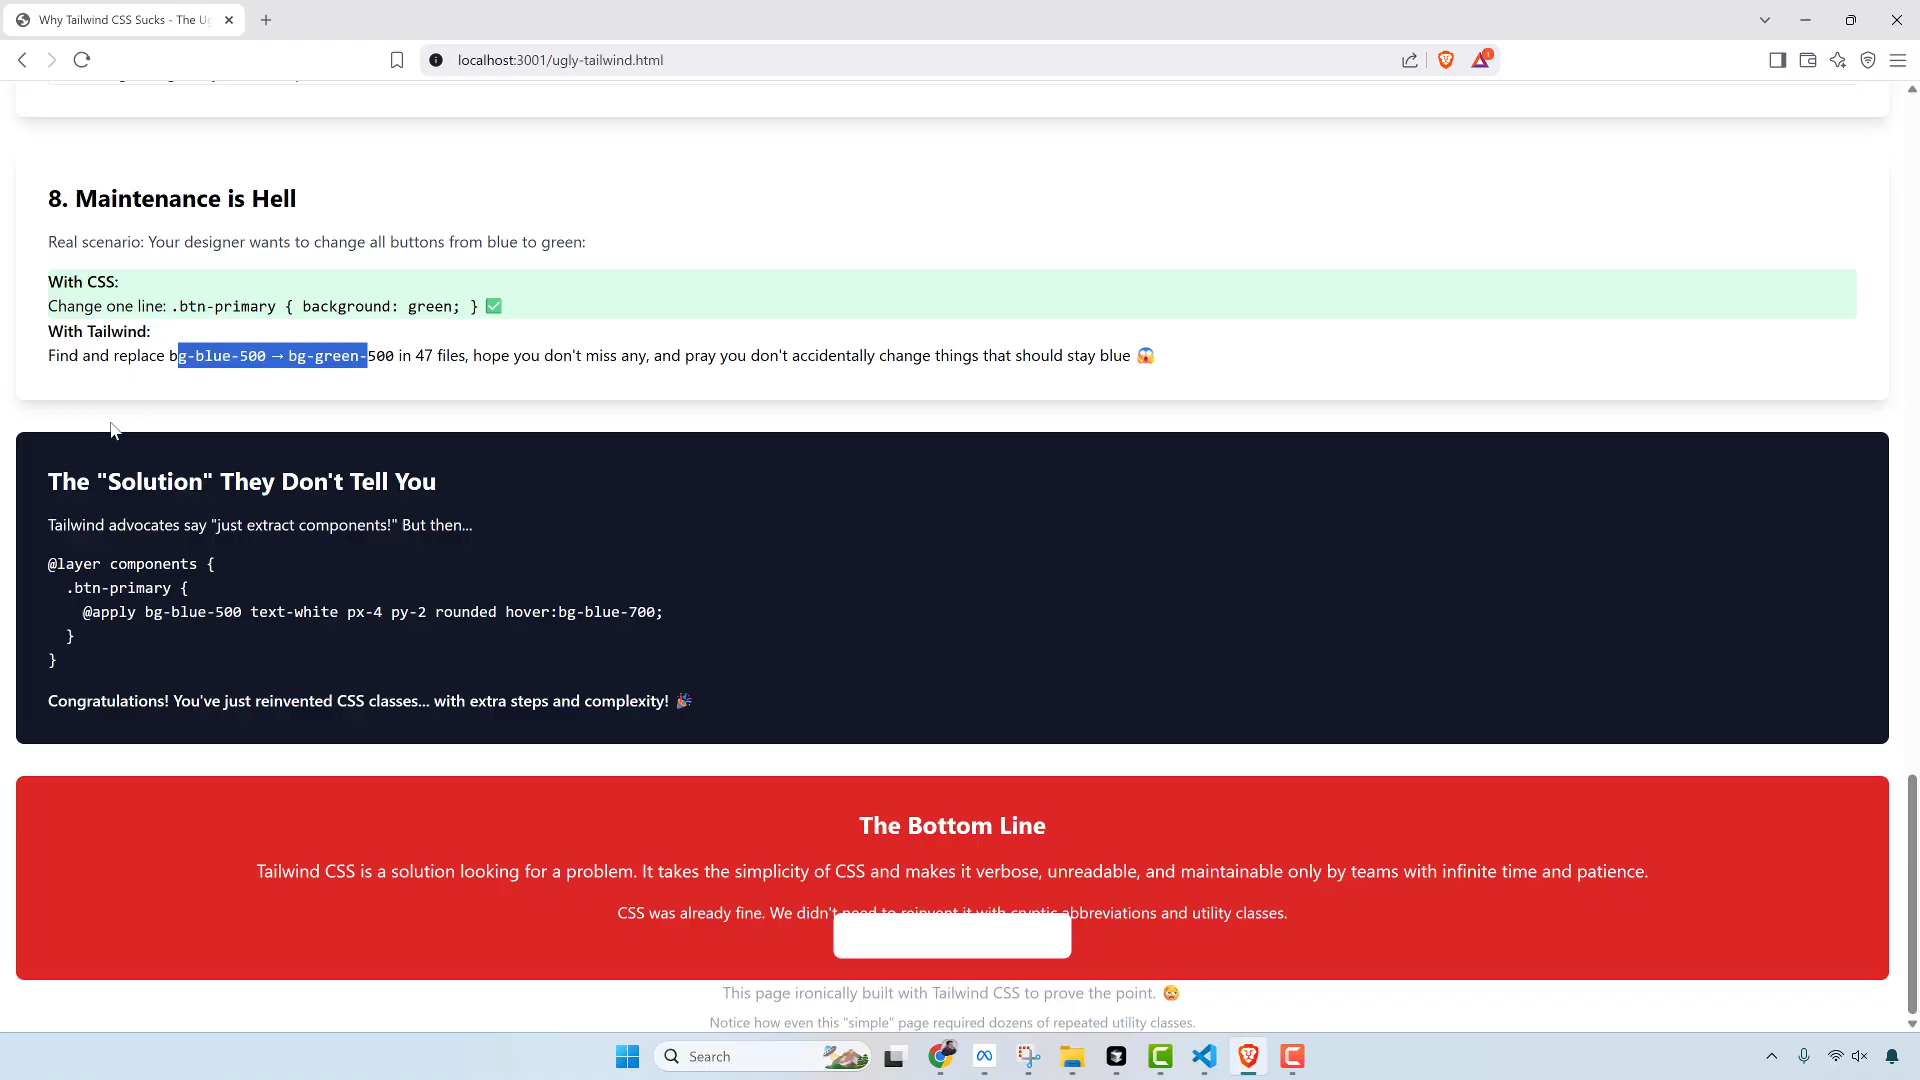 Why Tailwind CSS Sucks - The Ug
localhost:3001/ugly-tailwind.html
1
8. Maintenance is Hell
Real scenario: Your designer wants to change all buttons from blue to green:
With CSS:
Change one line: .btn-primary { background: green; } ✅
With Tailwind:
Find and replace bg-blue-500 → bg-green-500 in 47 files, hope you don't miss any, and pray you don't accidentally change things that should stay blue 😱
The "Solution" They Don't Tell You
Tailwind advocates say "just extract components!" But then...
@layer components {
.btn-primary {
@apply bg-blue-500 text-white px-4 py-2 rounded hover:bg-blue-700;
}
}
Congratulations! You've just reinvented CSS classes... with extra steps and complexity! 🎉
The Bottom Line
Tailwind CSS is a solution looking for a problem. It takes the simplicity of CSS and makes it verbose, unreadable, and maintainable only by teams with infinite time and patience.
CSS was already fine. We didn't need to reinvent it with cryptic abbreviations and utility classes.
This page ironically built with Tailwind CSS to prove the point.
Notice how even this "simple" page required dozens of repeated utility classes.
Search